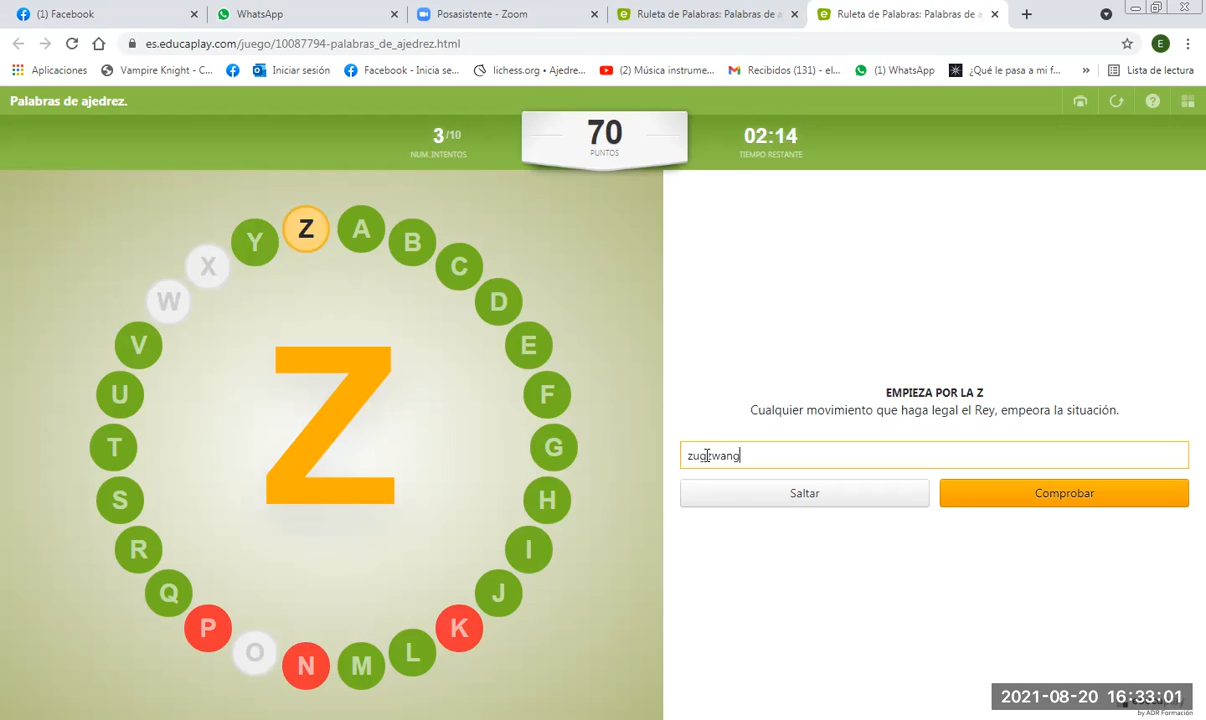 (1) Facebook
WhatsApp
Posasistente - Zoom
Ruleta de Palabras: Palabras de a
Ruleta de Palabras: Palabras de a
es.educaplay.com/juego/10087794-palabras_de_ajedrez.html
E
Aplicaciones
Vampire Knight - C...
Iniciar sesión
Facebook - Inicia se...
lichess.org • Ajedre...
(2) Música instrume...
Recibidos (131) - el...
(1) WhatsApp
¿Qué le pasa a mi f...
»
Lista de lectura
Palabras de ajedrez.
3/10
NUM. INTENTOS
70
PUNTOS
02:14
TIEMPO RESTANTE
Z
A
B
C
D
E
F
G
H
I
J
K
L
M
N
O
P
Q
R
S
T
U
V
W
X
Y
Z
EMPIEZA POR LA Z
Cualquier movimiento que haga legal el Rey, empeora la situación.
zugzwang
Saltar
Comprobar
2021-08-20 16:33:01
by ADR Formación